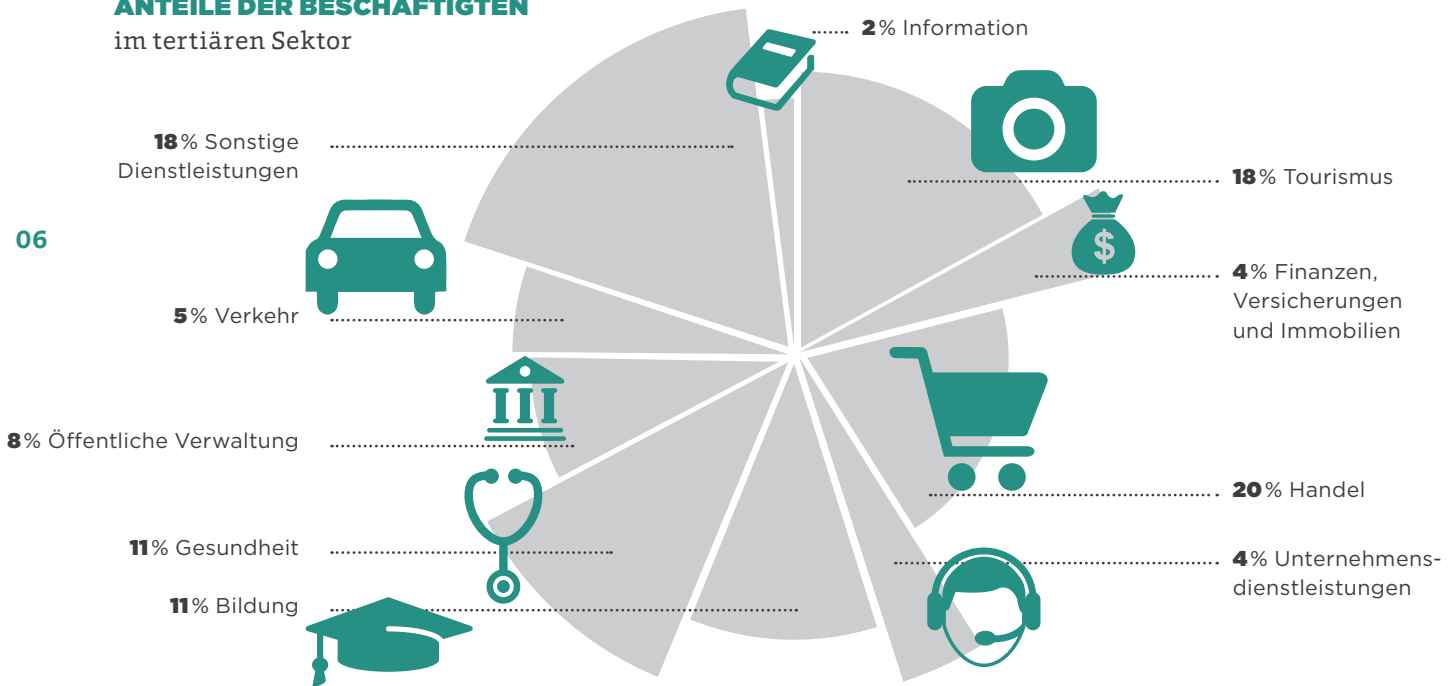 ANTEILE DER BESCHÄFTIGTEN
im tertiären Sektor
2% Information
18% Sonstige
Dienstleistungen
18% Tourismus
06
$
4% Finanzen,
Versicherungen
und Immobilien
5% Verkehr
8% Öffentliche Verwaltung
20% Handel
11% Gesundheit
4% Unternehmens-
dienstleistungen
11% Bildung